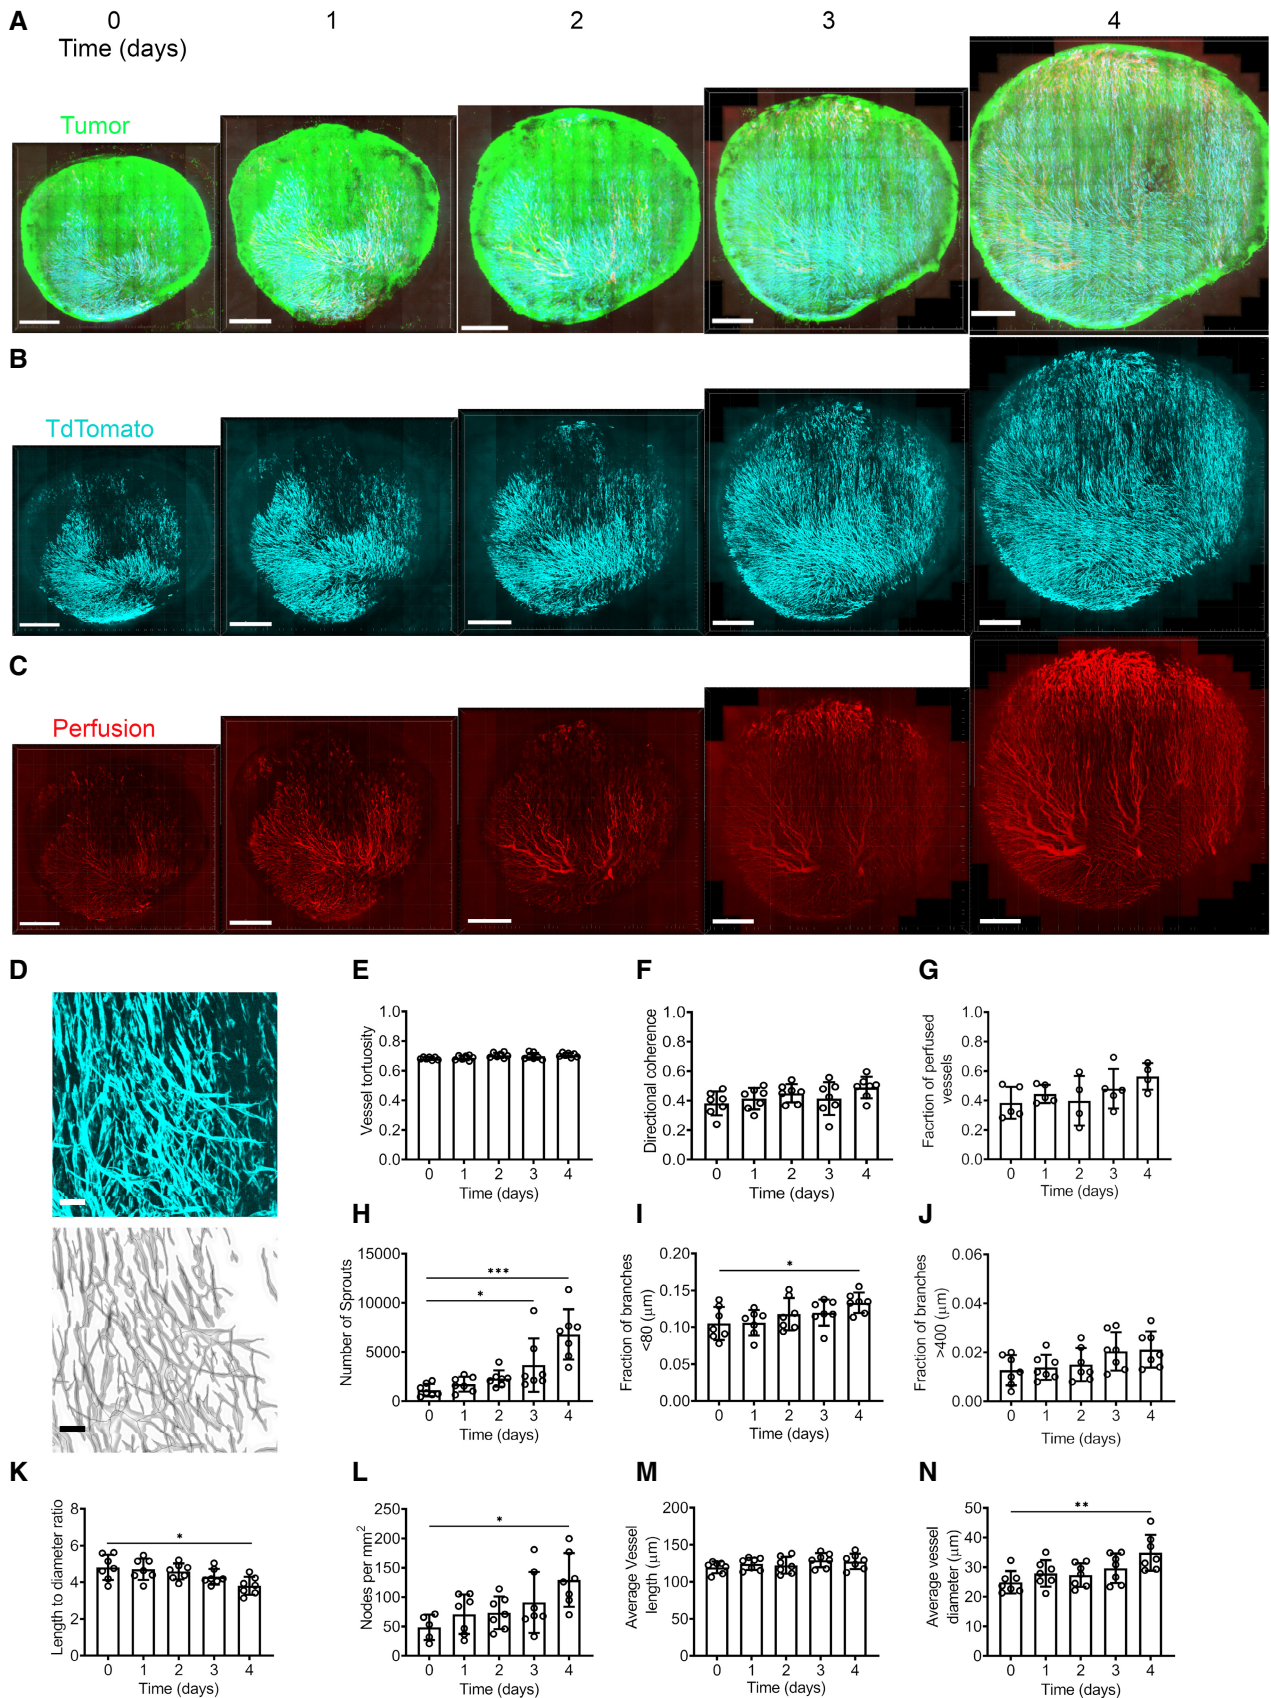 A
0
1
2
3
4
Time (days)
Tumor
B
TdTomato
C
Perfusion
D
E
Vessel tortuosity
1.0
0.8
0.6
0.4
0.2
0.0
0 1 2 3 4
Time (days)
F
Directional coherence
1.0
0.8
0.6
0.4
0.2
0.0
0 1 2 3 4
Time (days)
G
Facrtion of perfused
vessels
1.0
0.8
0.6
0.4
0.2
0.0
0 1 2 3 4
Time (days)
H
Number of Sprouts
15000
10000
5000
0
***
*
0 1 2 3 4
Time (days)
I
Fraction of branches
<80 (μm)
0.20
0.15
0.10
0.05
0.00
*
0 1 2 3 4
Time (days)
J
Fraction of branches
>400 (μm)
0.06
0.04
0.02
0.00
0 1 2 3 4
Time (days)
K
Length to diameter ratio
8
6
4
2
0
*
0 1 2 3 4
Time (days)
L
Nodes per mm²
250
200
150
100
50
0
*
0 1 2 3 4
Time (days)
M
Average Vessel
length (μm)
200
150
100
50
0
0 1 2 3 4
Time (days)
N
Average vessel
diameter (μm)
50
40
30
20
10
0
**
0 1 2 3 4
Time (days)